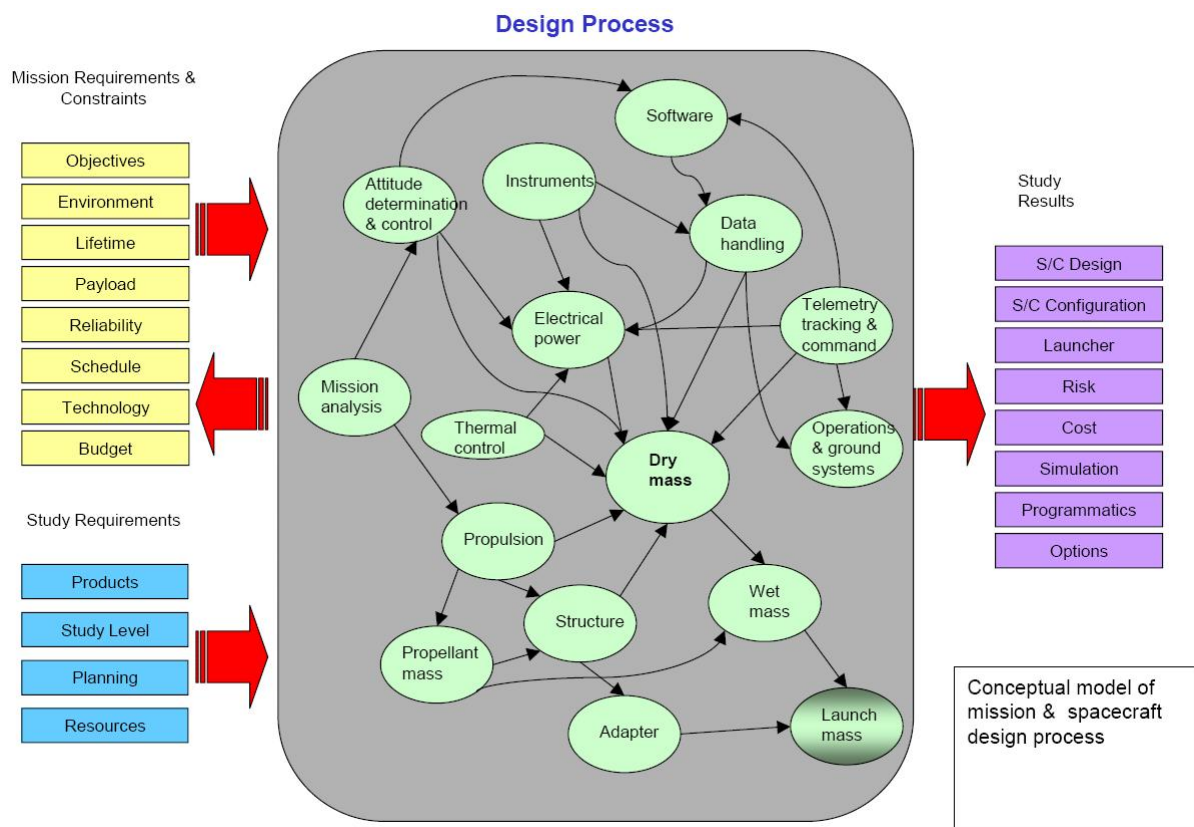 Design Process
Mission Requirements &
Constraints
Objectives
Environment
Lifetime
Payload
Reliability
Schedule
Technology
Budget
Study Requirements
Products
Study Level
Planning
Resources
Software
Attitude
determination
& control
Instruments
Data
handling
Electrical
power
Telemetry
tracking &
command
Mission
analysis
Thermal
control
Dry
mass
Operations
& ground
systems
Propulsion
Wet
mass
Structure
Propellant
mass
Adapter
Launch
mass
Study
Results
S/C Design
S/C Configuration
Launcher
Risk
Cost
Simulation
Programmatics
Options
Conceptual model of
mission & spacecraft
design process